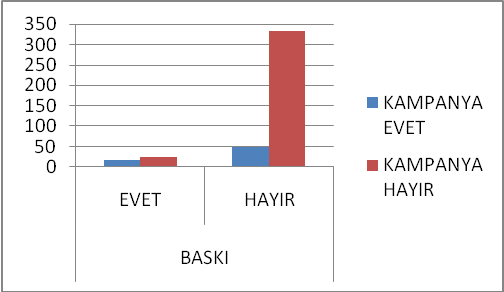 350
300
250
200
150
100
50
0
EVET
HAYIR
BASKI
KAMPANYA
EVET
KAMPANYA
HAYIR